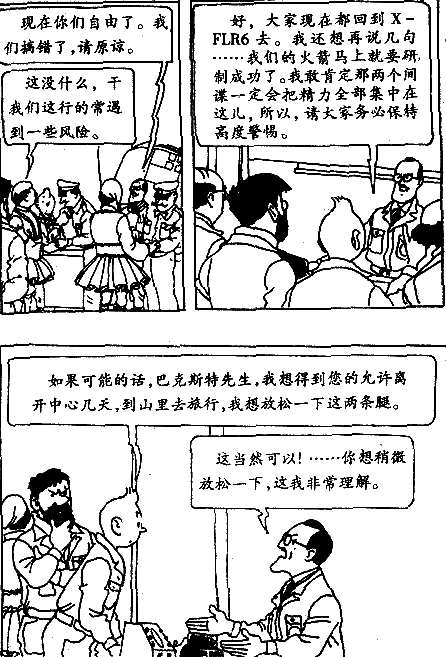 现在你们自由了。我
们搞错了,请原谅。
这没什么,干
我们这行的常遇
到一些风险。
好,大家现在都回到X-
FLR6去。我还想再说几句
……我们的火箭马上就要研
制成功了。我敢肯定那两个间
谍一定会把精力全部集中在
这儿,所以,请大家务必保特
高度警惕。
如果可能的话,巴克斯特先生,我想得到您的允许离
开中心几天,到山里去旅行,我想放松一下这两条腿。
这当然可以!……你想稍微
放松一下,这我非常理解。